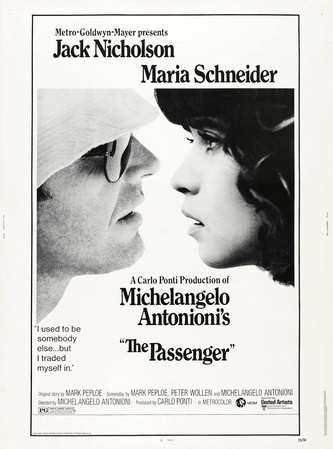 Metro-Goldwyn-Mayer presents
Jack Nicholson
Maria Schneider
A Carlo Ponti Production of
Michelangelo
Antonioni's
"The Passenger"
"I used to be
somebody
else...but
I traded
myself in."
Original story by MARK PEPLOE · Screenplay by MARK PEPLOE, PETER WOLLEN and MICHELANGELO ANTONIONI
Directed by MICHELANGELO ANTONIONI Produced by CARLO PONTI · In METROCOLOR MGM United Artists
PG